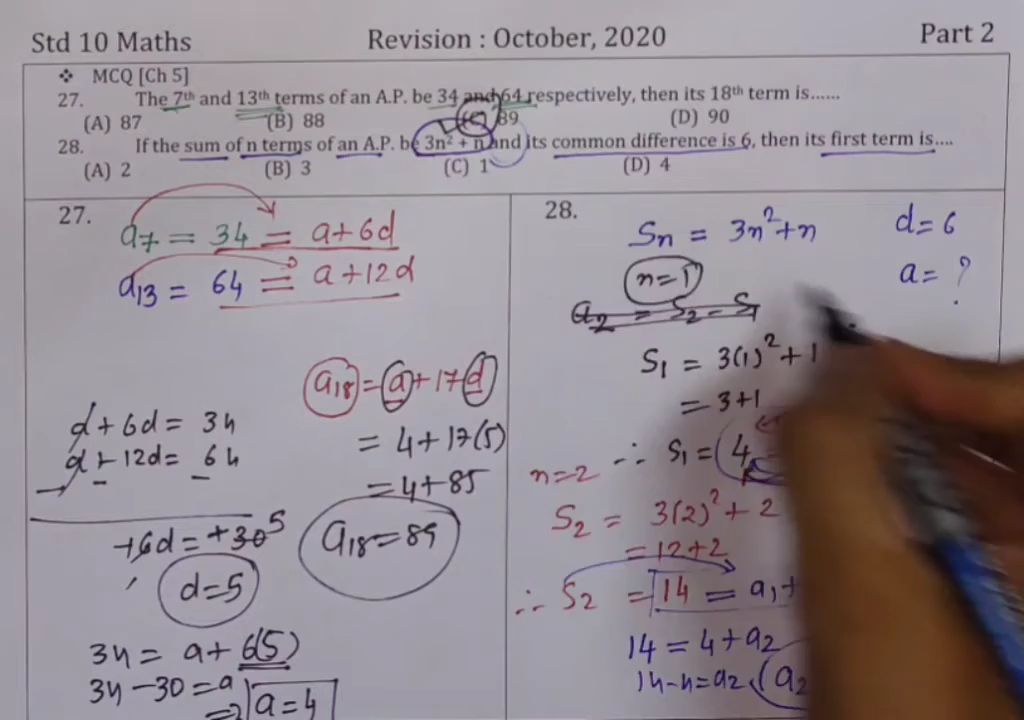 Std 10 Maths Revision : October, 2020 Part 2
❖ MCQ [Ch 5]
27. The 7th and 13th terms of an A.P. be 34 and 64 respectively, then its 18th term is......
(A) 87 (B) 88 (C) 89 (D) 90
28. If the sum of n terms of an A.P. be 3n² + n and its common difference is 6, then its first term is....
(A) 2 (B) 3 (C) 1 (D) 4
27.
a7 = 34 = a+6d
a13 = 64 = a+12d
a18 = a+17d
a+6d = 34
= 4+17(5)
a+12d = 64
= 4+85
+6d = +30 5
a18 = 89
d=5
34 = a+6(5)
34-30 = a
⇒ a=4
28.
Sn = 3n²+n d=6
n=1 a= ?
a2 = S2 - S1
S1 = 3(1)²+1
= 3+1
∴ S1 = 4
n=2
S2 = 3(2)²+2
= 12+2
∴ S2 = 14 = a1+
14 = 4+a2
14-4=a2 a2